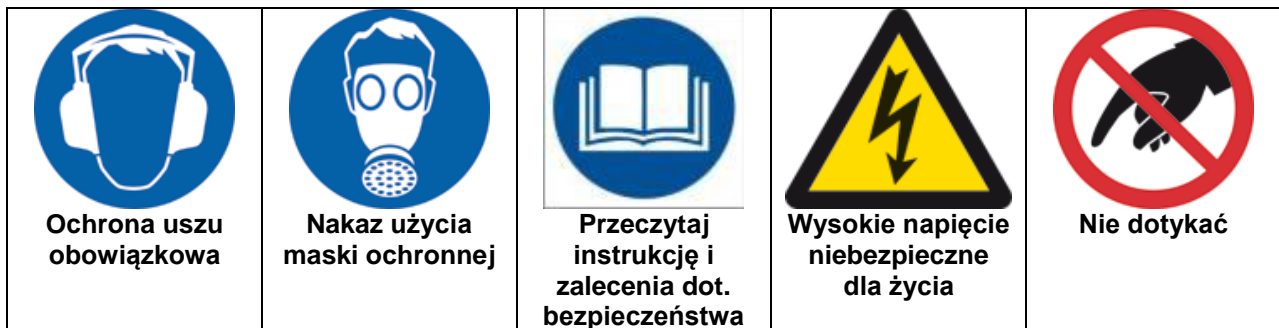 Ochrona uszu
obowiązkowa
Nakaz użycia
maski ochronnej
Przeczytaj
instrukcję i
zalecenia dot.
bezpieczeństwa
Wysokie napięcie
niebezpieczne
dla życia
Nie dotykać